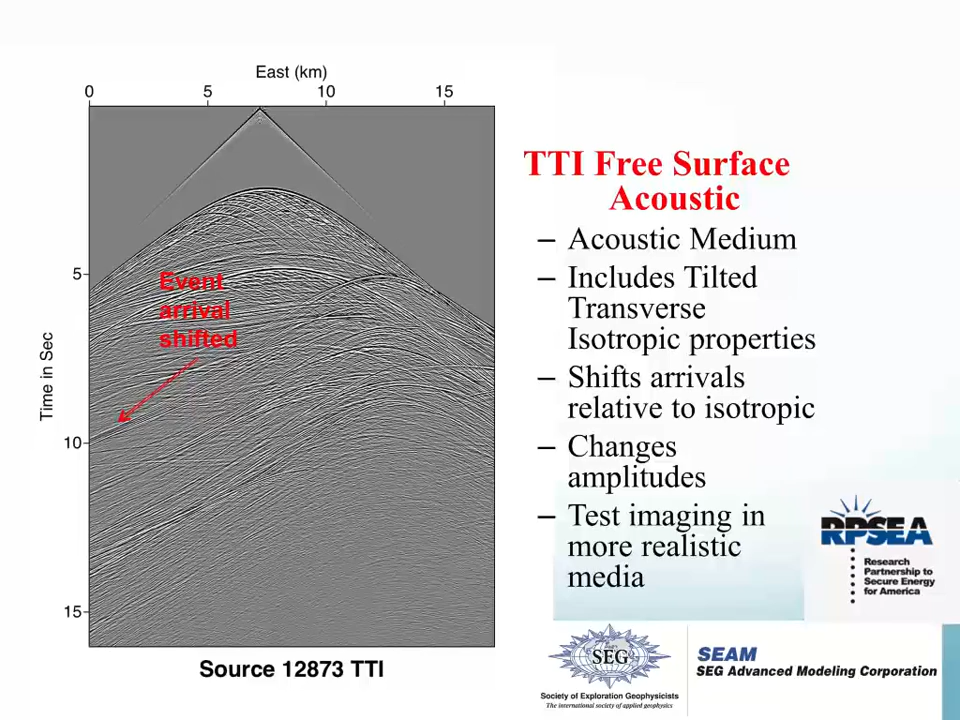 East (km)
0 5 10 15
TTI Free Surface
Acoustic
– Acoustic Medium
– Includes Tilted
Transverse
Isotropic properties
– Shifts arrivals
relative to isotropic
– Changes
amplitudes
– Test imaging in
more realistic
media
Time in Sec
5
10
15
Event
arrival
shifted
Source 12873 TTI
RPSEA
Research
Partnership to
Secure Energy
for America
SEG
Society of Exploration Geophysicists
The international society of applied geophysics
SEAM
SEG Advanced Modeling Corporation